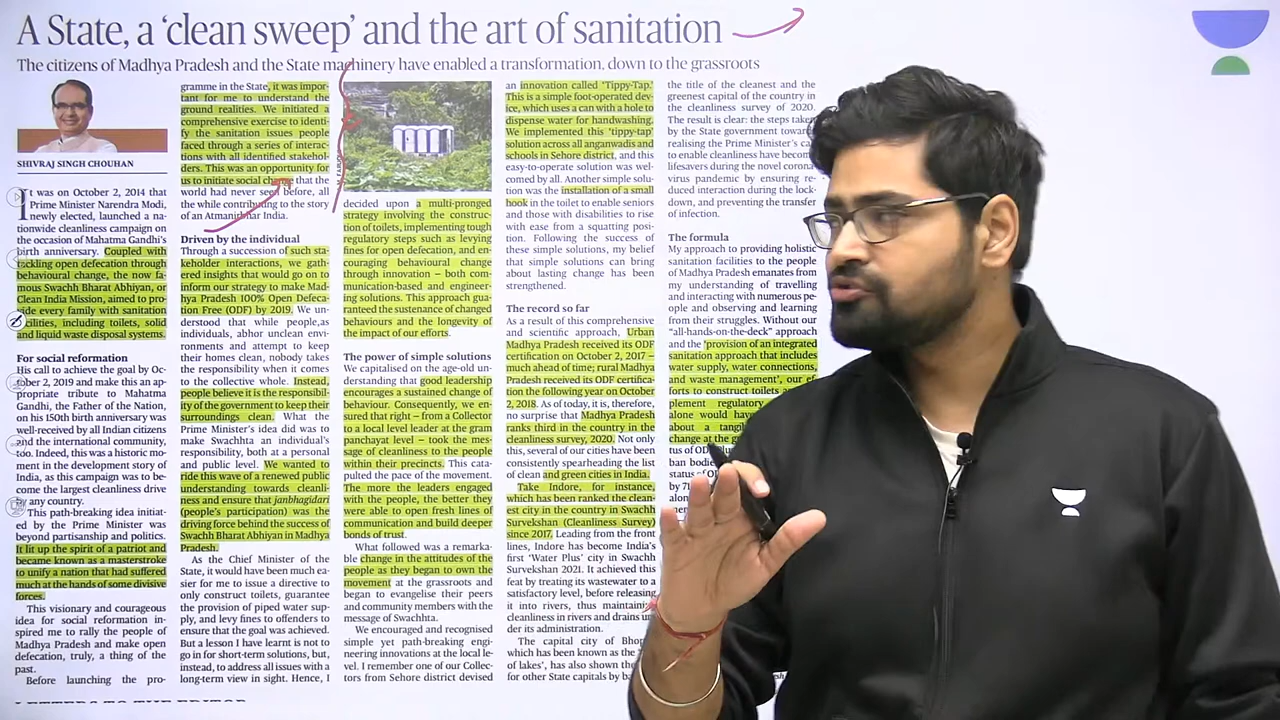 A State, a ‘clean sweep’ and the art of sanitation
The citizens of Madhya Pradesh and the State machinery have enabled a transformation, down to the grassroots
SHIVRAJ SINGH CHOUHAN
It was on October 2, 2014 that
Prime Minister Narendra Modi,
newly elected, launched a na-
tionwide cleanliness campaign on
the occasion of Mahatma Gandhi's
birth anniversary. Coupled with
tackling open defecation through
behavioural change, the now fa-
mous Swachh Bharat Abhiyan, or
Clean India Mission, aimed to pro-
vide every family with sanitation
facilities, including toilets, solid
and liquid waste disposal systems.
For social reformation
His call to achieve the goal by Oc-
tober 2, 2019 and make this an ap-
propriate tribute to Mahatma
Gandhi, the Father of the Nation,
on his 150th birth anniversary was
well-received by all Indian citizens
and the international community,
too. Indeed, this was a historic mo-
ment in the development story of
India, as this campaign was to be-
come the largest cleanliness drive
by any country.
This path-breaking idea initiat-
ed by the Prime Minister was
beyond partisanship and politics.
It lit up the spirit of a patriot and
became known as a masterstroke
to unify a nation that had suffered
much at the hands of some divisive
forces.
This visionary and courageous
idea for social reformation in-
spired me to rally the people of
Madhya Pradesh and make open
defecation, truly, a thing of the
past.
Before launching the pro-
gramme in the State, it was impor-
tant for me to understand the
ground realities. We initiated a
comprehensive exercise to identi-
fy the sanitation issues people
faced through a series of interac-
tions with all identified stakehol-
ders. This was an opportunity for
us to initiate social change that the
world had never seen before, all
the while contributing to the story
of an Atmanirbhar India.
Driven by the individual
Through a succession of such sta-
keholder interactions, we gath-
ered insights that would go on to
inform our strategy to make Mad-
hya Pradesh 100% Open Defeca-
tion Free (ODF) by 2019. We un-
derstood that while people,as
individuals, abhor unclean envi-
ronments and attempt to keep
their homes clean, nobody takes
the responsibility when it comes
to the collective whole. Instead,
people believe it is the responsibil-
ity of the government to keep their
surroundings clean. What the
Prime Minister's idea did was to
make Swachhta an individual's
responsibility, both at a personal
and public level. We wanted to
ride this wave of a renewed public
understanding towards cleanli-
ness and ensure that janbhagidari
(people's participation) was the
driving force behind the success of
Swachh Bharat Abhiyan in Madhya
Pradesh.
As the Chief Minister of the
State, it would have been much ea-
sier for me to issue a directive to
only construct toilets, guarantee
the provision of piped water sup-
ply, and levy fines to offenders to
ensure that the goal was achieved.
But a lesson I have learnt is not to
go in for short-term solutions, but,
instead, to address all issues with a
long-term view in sight. Hence, I
decided upon a multi-pronged
strategy involving the construc-
tion of toilets, implementing tough
regulatory steps such as levying
fines for open defecation, and en-
couraging behavioural change
through innovation – both com-
munication-based and engineer-
ing solutions. This approach gua-
ranteed the sustenance of changed
behaviours and the longevity of
the impact of our efforts.
The power of simple solutions
We capitalised on the age-old un-
derstanding that good leadership
encourages a sustained change of
behaviour. Consequently, we en-
sured that right – from a Collector
to a local level leader at the gram
panchayat level – took the mes-
sage of cleanliness to the people
within their precincts. This cata-
pulted the pace of the movement.
The more the leaders engaged
with the people, the better they
were able to open fresh lines of
communication and build deeper
bonds of trust.
What followed was a remarka-
ble change in the attitudes of the
people as they began to own the
movement at the grassroots and
began to evangelise their peers
and community members with the
message of Swachhta.
We encouraged and recognised
simple yet path-breaking engi-
neering innovations at the local le-
vel. I remember one of our Collec-
tors from Sehore district devised
an innovation called 'Tippy-Tap.'
This is a simple foot-operated dev-
ice, which uses a can with a hole to
dispense water for handwashing.
We implemented this 'tippy-tap'
solution across all anganwadis and
schools in Sehore district, and this
easy-to-operate solution was wel-
comed by all. Another simple solu-
tion was the installation of a small
hook in the toilet to enable seniors
and those with disabilities to rise
with ease from a squatting posi-
tion. Following the success of
these simple solutions, my belief
that simple solutions can bring
about lasting change has been
strengthened.
The record so far
As a result of this comprehensive
and scientific approach, Urban
Madhya Pradesh received its ODF
certification on October 2, 2017 –
much ahead of time; rural Madhya
Pradesh received its ODF certifica-
tion the following year on October
2, 2018. As of today, it is, therefore,
no surprise that Madhya Pradesh
ranks third in the country in the
cleanliness survey, 2020. Not only
this, several of our cities have been
consistently spearheading the list
of clean and green cities in India.
Take Indore, for instance,
which has been ranked the clean-
est city in the country in Swachh
Survekshan (Cleanliness Survey)
since 2017. Leading from the front
lines, Indore has become India's
first 'Water Plus' city in Swachh
Survekshan 2021. It achieved this
feat by treating its wastewater to a
satisfactory level, before releasing
it into rivers, thus maintaining
cleanliness in rivers and drains un-
der its administration.
The capital city of
which has been known as the
of lakes', has also shown the
for other State capitals by
the title of the cleanest and the
greenest capital of the country in
the cleanliness survey of 2020.
The result is clear: the steps taken
by the State government
realising the Prime Minister's
to enable cleanliness have
lifesavers during the novel
virus pandemic by ensuring re-
duced interaction during the lock-
down, and preventing the transfer
of infection.
The formula
My approach to providing holistic
sanitation facilities to the people
of Madhya Pradesh emanates from
my understanding of travelling
and interacting with numerous peo-
ple and observing and learning
from their struggles. Without our
“all-hands-on-the-deck” approach
and the 'provision of an integrated
sanitation approach that includes
water supply, water connections,
and waste management', our ef-
forts to construct toilets
plement regulatory
alone would have
about a
change at the
tus of
ban
status of
by
LETTERS TO THE EDITOR